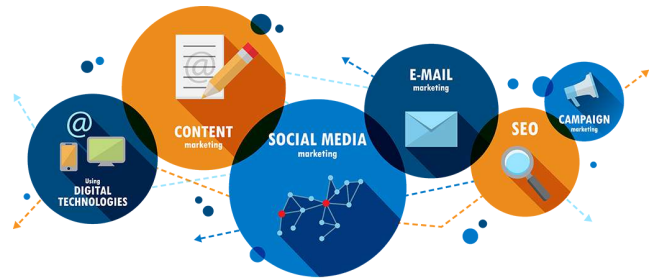 @
Using
DIGITAL
TECHNOLOGIES
@
CONTENT
marketing
SOCIAL MEDIA
marketing
E-MAIL
marketing
SEO
CAMPAIGN
marketing